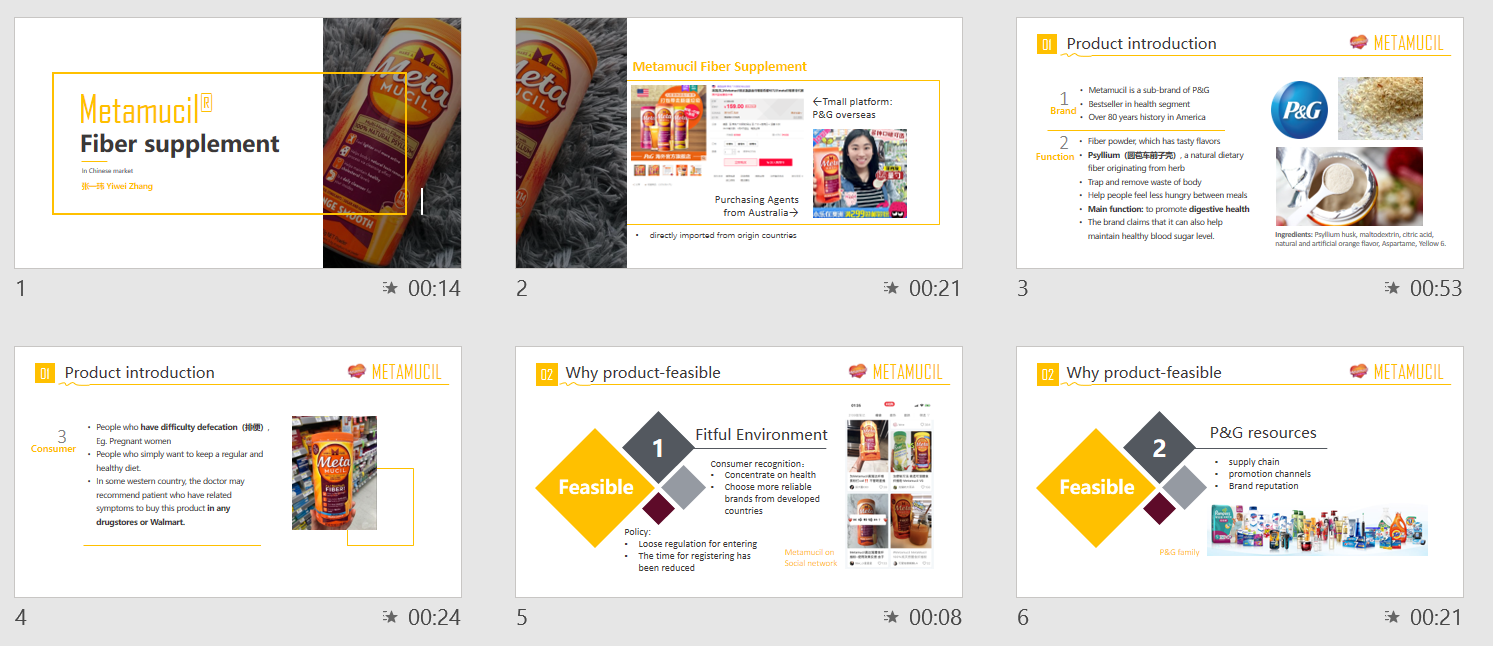 Metamucil®
Fiber supplement
In Chinese market
张一玮 Yiwei Zhang
Meta
MUCIL
1
00:14
Metamucil Fiber Supplement
←Tmall platform:
P&G overseas
Purchasing Agents
from Australia→
• directly imported from origin countries
2
00:21
01 Product introduction
METAMUCIL
1
Brand
• Metamucil is a sub-brand of P&G
• Bestseller in health segment
• Over 80 years history in America
2
Function
• Fiber powder, which has tasty flavors
• Psyllium (圆苞车前子壳) , a natural dietary
fiber originating from herb
• Trap and remove waste of body
• Help people feel less hungry between meals
• Main function: to promote digestive health
• The brand claims that it can also help
maintain healthy blood sugar level.
P&G
Ingredients: Psyllium husk, maltodextrin, citric acid,
natural and artificial orange flavor, Aspartame, Yellow 6.
3
00:53
01 Product introduction
METAMUCIL
3
Consumer
• People who have difficulty defecation (排便) ,
Eg. Pregnant women
• People who simply want to keep a regular and
healthy diet.
• In some western country, the doctor may
recommend patient who have related
symptoms to buy this product in any
drugstores or Walmart.
Meta
MUCIL
4
00:24
02 Why product-feasible
METAMUCIL
Feasible
1
Fitful Environment
Consumer recognition:
• Concentrate on health
• Choose more reliable
brands from developed
countries
Policy:
• Loose regulation for entering
• The time for registering has
been reduced
Metamucil on
Social network
5
00:08
02 Why product-feasible
METAMUCIL
Feasible
2
P&G resources
• supply chain
• promotion channels
• Brand reputation
P&G family
6
00:21